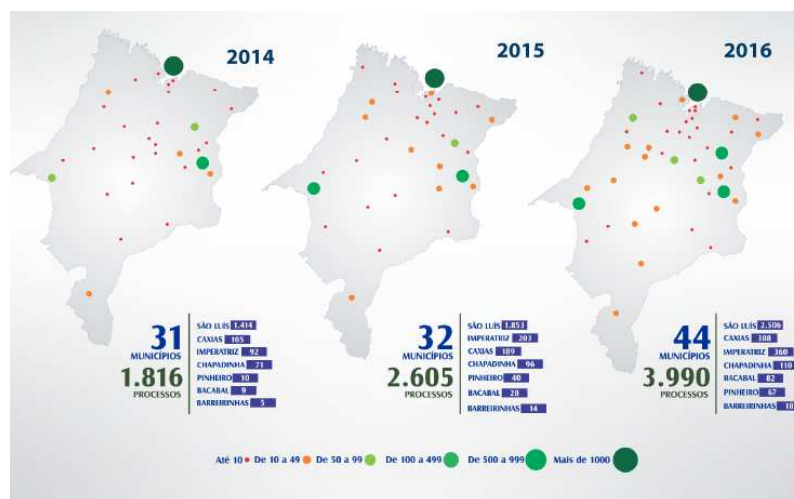 2014
31
MUNICÍPIOS
1.816
PROCESSOS
SÃO LUÍS 1.414
CAXIAS 105
IMPERATRIZ 92
CHAPADINHA 71
PINHEIRO 10
BACABAL 9
BARREIRINHAS 5
2015
32
MUNICÍPIOS
2.605
PROCESSOS
SÃO LUÍS 1.853
IMPERATRIZ 203
CAXIAS 189
CHAPADINHA 96
PINHEIRO 40
BACABAL 28
BARREIRINHAS 14
2016
44
MUNICÍPIOS
3.990
PROCESSOS
SÃO LUÍS 2.506
CAXIAS 388
IMPERATRIZ 360
CHAPADINHA 110
BACABAL 82
PINHEIRO 67
BARREIRINHAS 18
Até 10 De 10 a 49 De 50 a 99 De 100 a 499 De 500 a 999 Mais de 1000